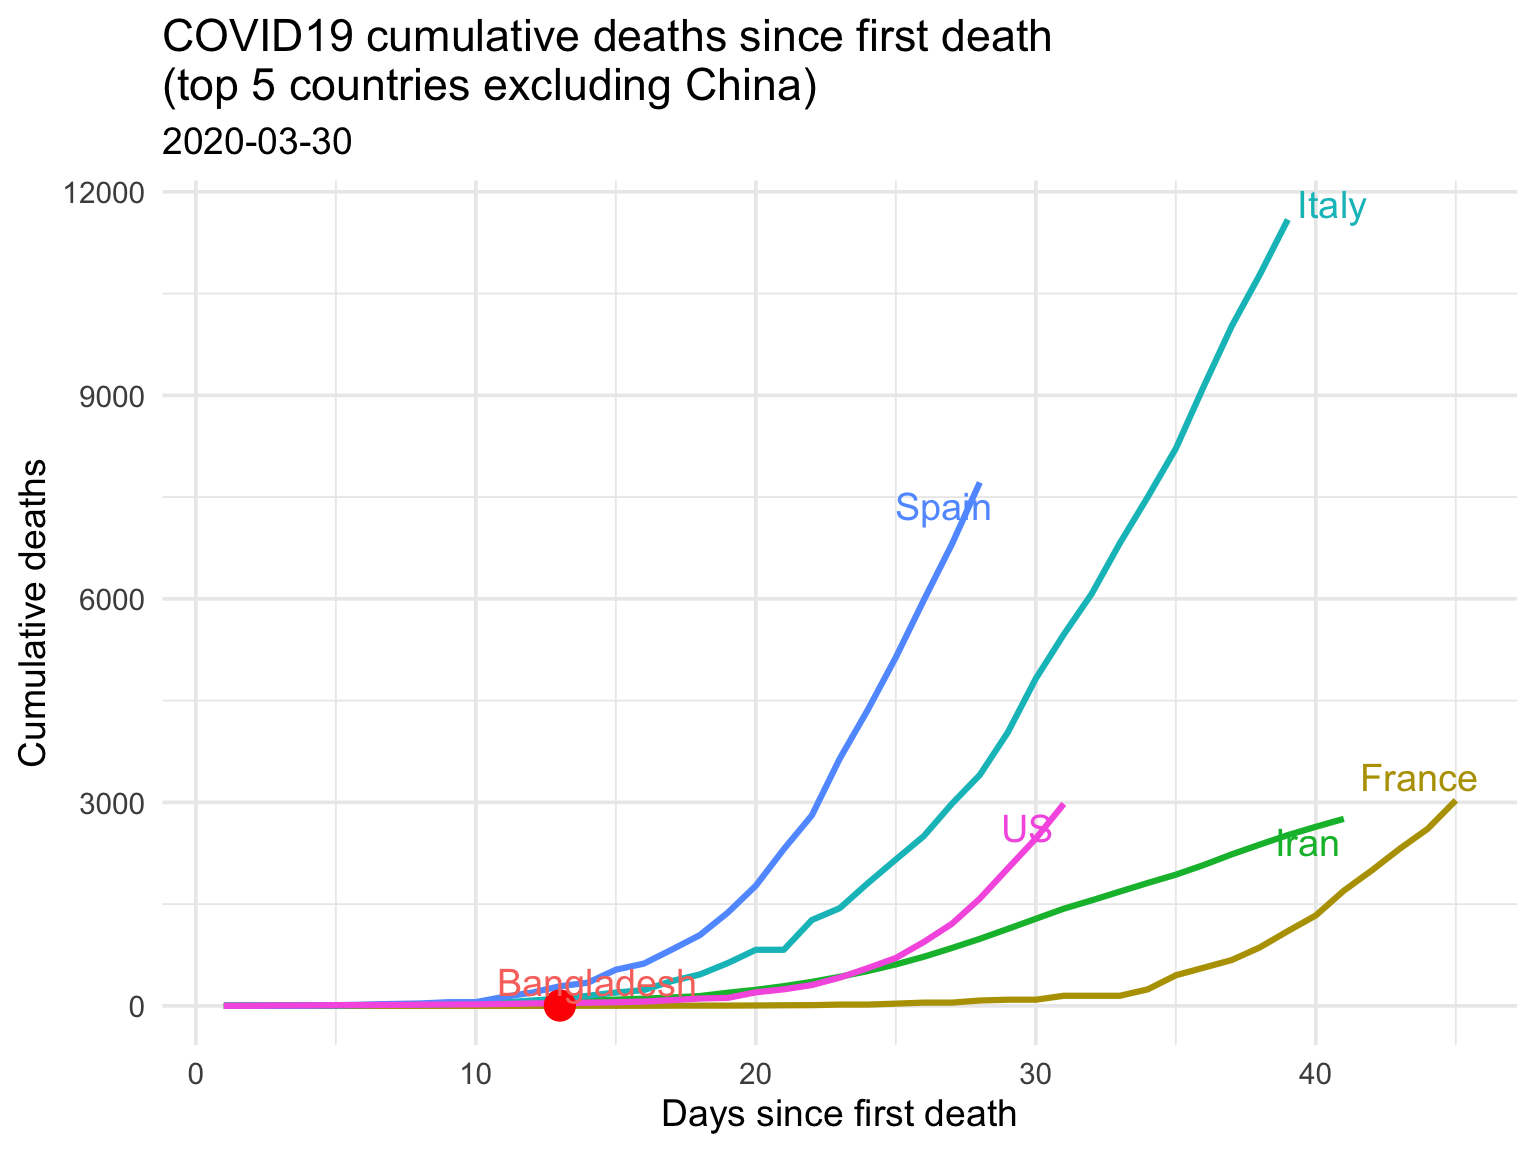 COVID19 cumulative deaths since first death
(top 5 countries excluding China)
2020-03-30
12000
Italy
9000
Spain
6000
France
3000
US
Iran
Bangladesh
0
0 10 20 30 40
Days since first death
Cumulative deaths